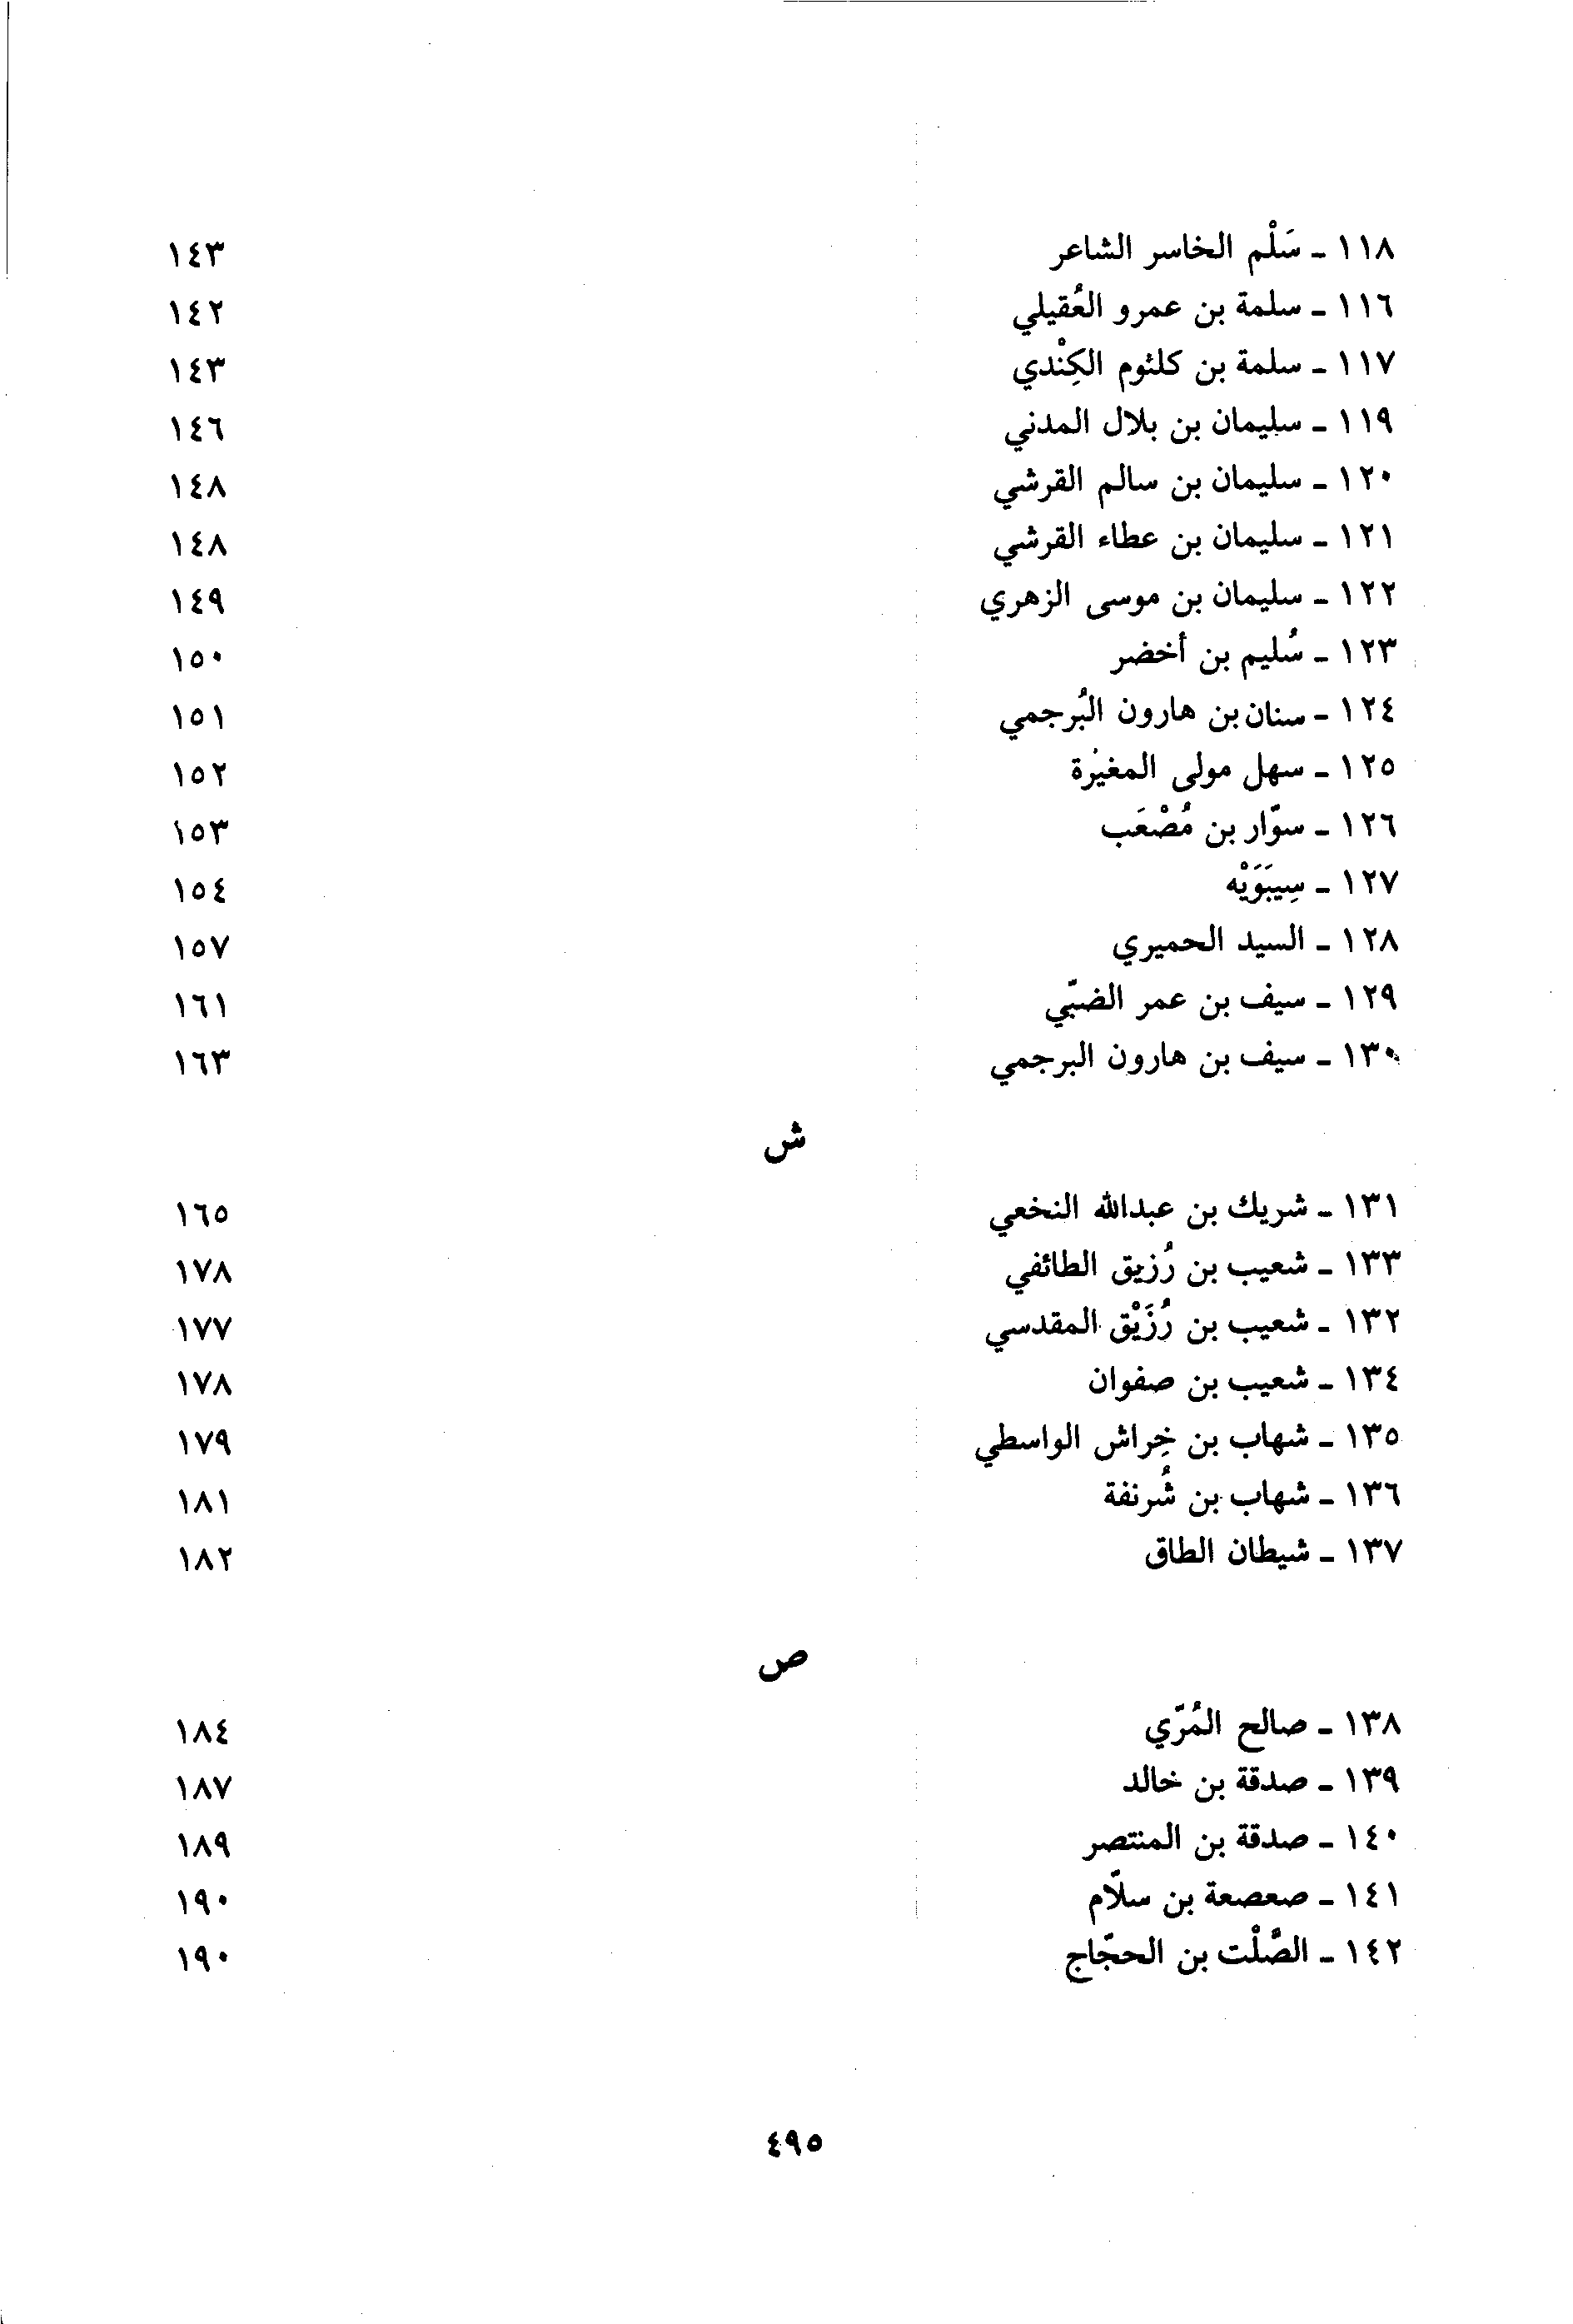 ١١٨ - سَلْم الخاسر الشاعر ١٤٣
١١٦ - سلمة بن عمرو العُقيلي ١٤٢
١١٧ - سلمة بن كلثوم الكِنْدي ١٤٣
١١٩ - سليمان بن بلال المدني ١٤٦
١٢٠ - سليمان بن سالم القرشي ١٤٨
١٢١ - سليمان بن عطاء القرشي ١٤٨
١٢٢ - سليمان بن موسى الزهري ١٤٩
١٢٣ - سُليم بن أخضر ١٥٠
١٢٤ - سنان بن هارون البُرجمي ١٥١
١٢٥ - سهل مولى المغيرة ١٥٢
١٢٦ - سوّار بن مُصْعَب ١٥٣
١٢٧ - سِيبَوَيْه ١٥٤
١٢٨ - السيد الحميري ١٥٧
١٢٩ - سيف بن عمر الضبّي ١٦١
١٣٠ - سيف بن هارون البرجمي ١٦٣
ش
١٣١ - شريك بن عبدالله النخعي ١٦٥
١٣٣ - شعيب بن رُزيق الطائفي ١٧٨
١٣٢ - شعيب بن رُزَيْق المقدسي ١٧٧
١٣٤ - شعيب بن صفوان ١٧٨
١٣٥ - شهاب بن خِراش الواسطي ١٧٩
١٣٦ - شهاب بن شُرنفة ١٨١
١٣٧ - شيطان الطاق ١٨٢
ص
١٣٨ - صالح المُرّي ١٨٤
١٣٩ - صدقة بن خالد ١٨٧
١٤٠ - صدقة بن المنتصر ١٨٩
١٤١ - صعصعة بن سلّام ١٩٠
١٤٢ - الصَّلْت بن الحجّاج ١٩٠
٤٩٥